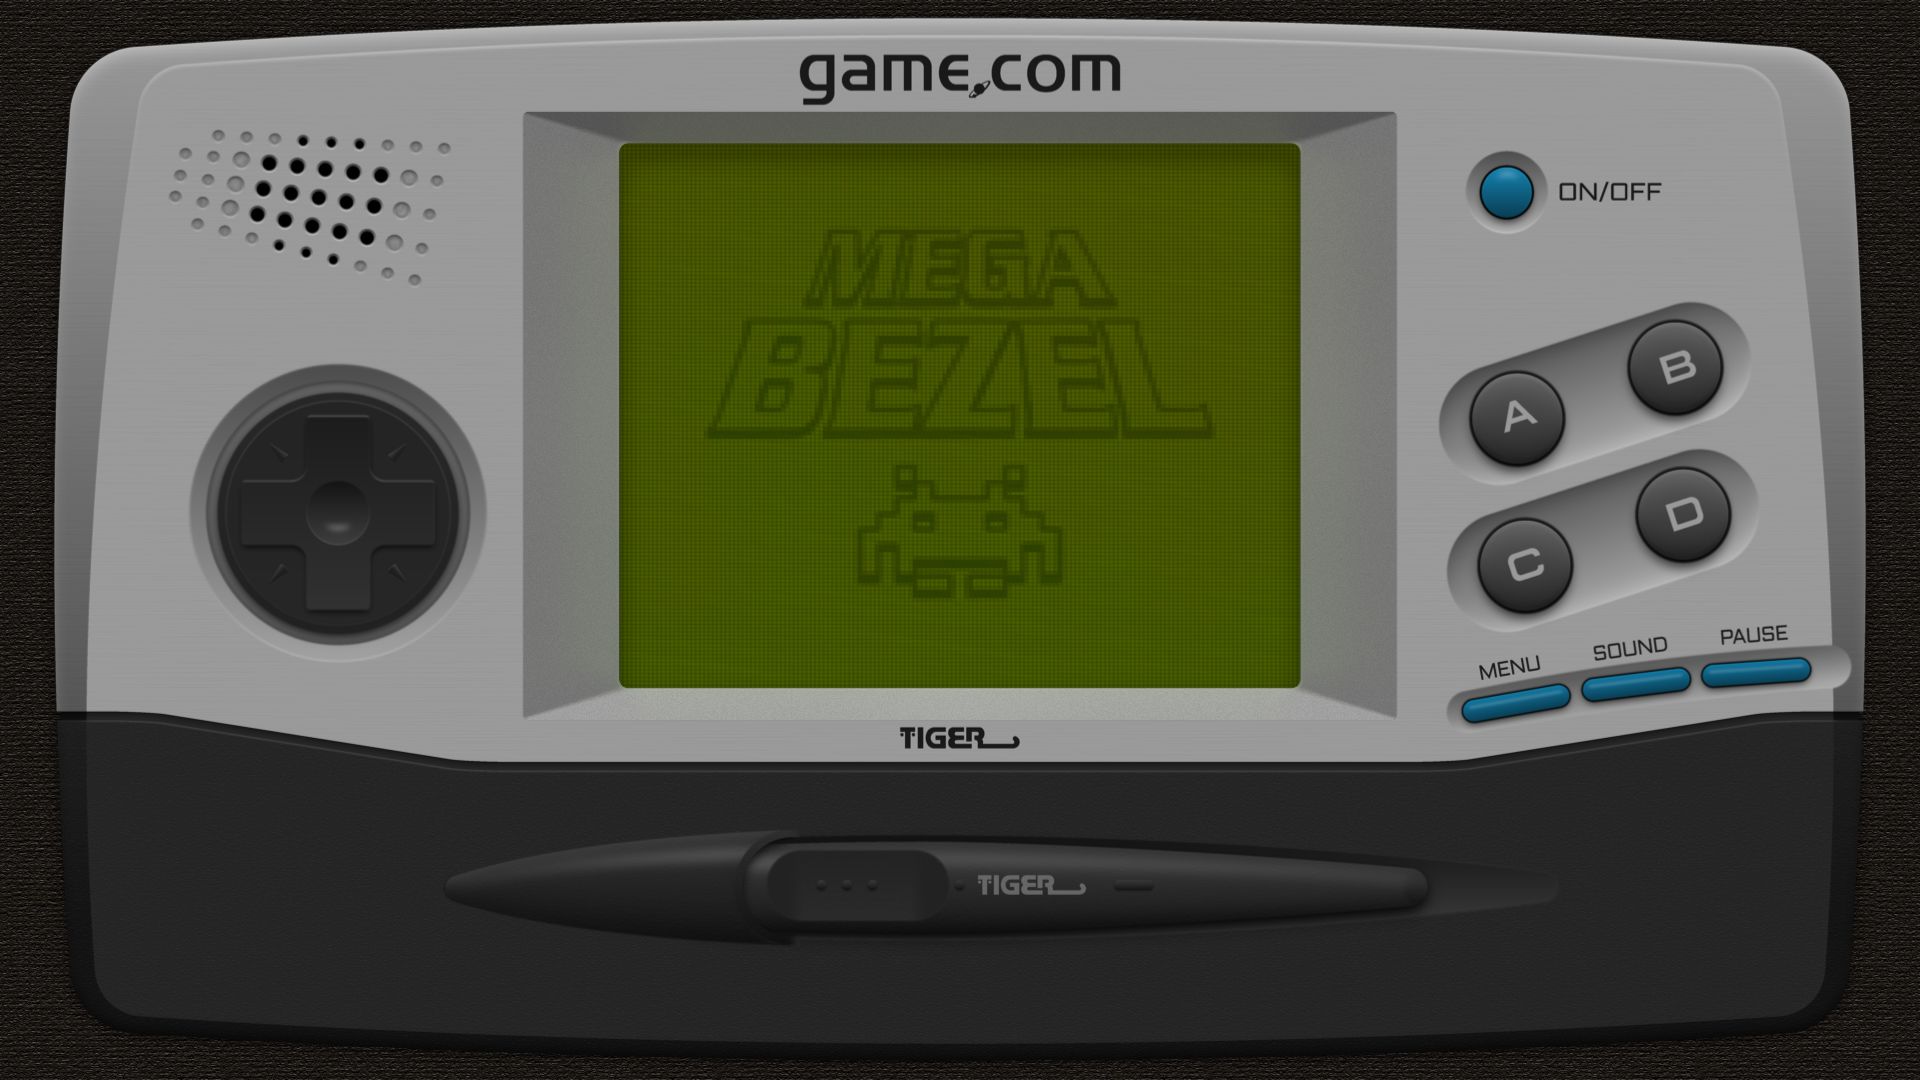 game.com
ON/OFF
MEGA
BEZEL
A
B
C
D
MENU
SOUND
PAUSE
TIGER
TIGER